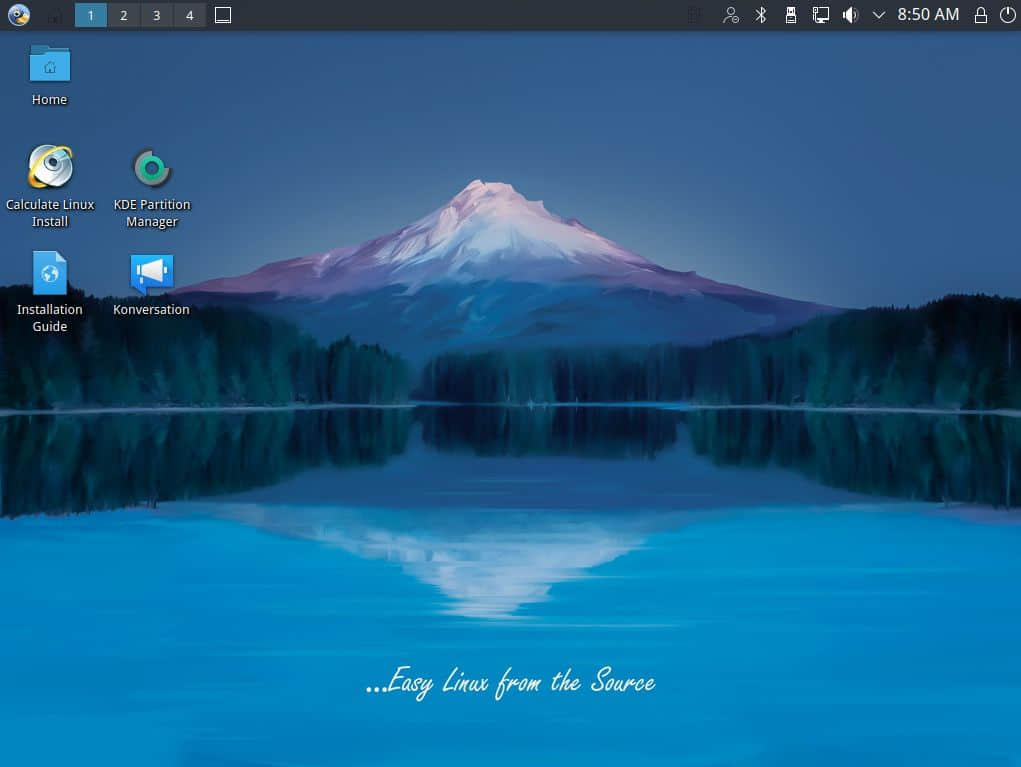 1 2 3 4 8:50 AM
Home
Calculate Linux
Install
KDE Partition
Manager
Installation
Guide
Konversation
...Easy Linux from the Source